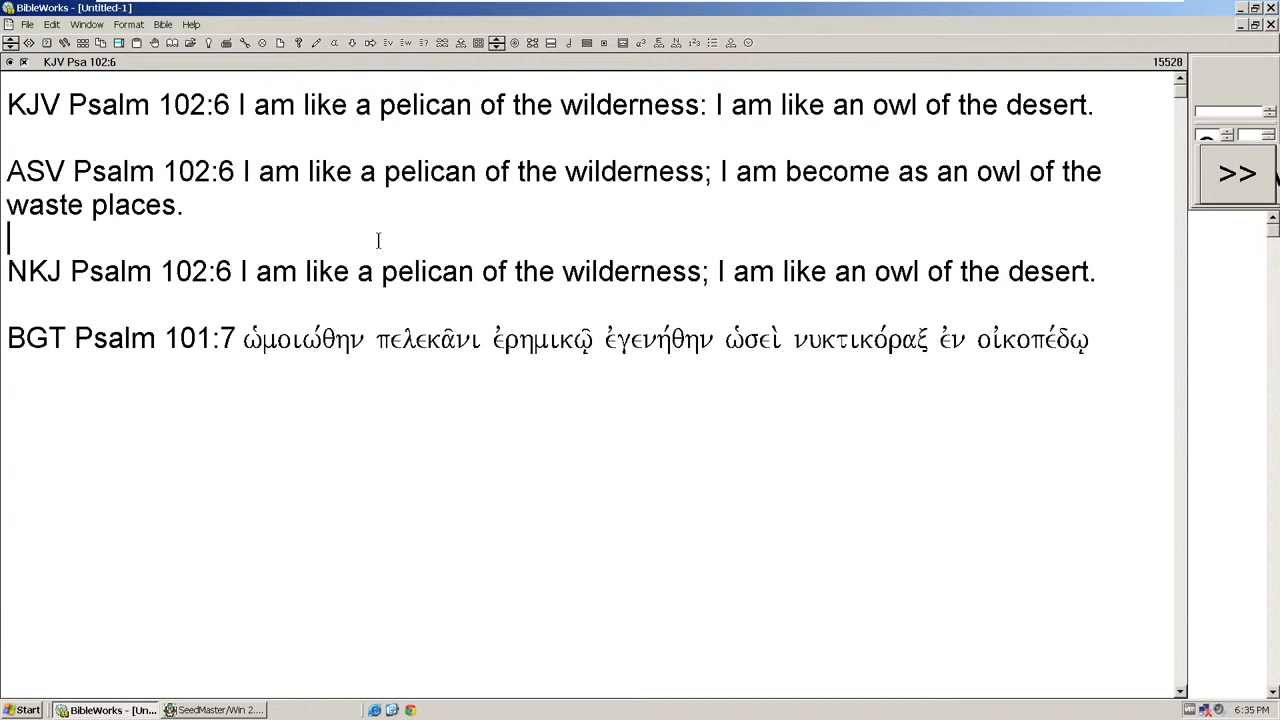 BibleWorks - [Untitled-1]
File Edit Window Format Bible Help
KJV Psa 102:6 15528
KJV Psalm 102:6 I am like a pelican of the wilderness: I am like an owl of the desert.
ASV Psalm 102:6 I am like a pelican of the wilderness; I am become as an owl of the
waste places.
>>
NKJ Psalm 102:6 I am like a pelican of the wilderness; I am like an owl of the desert.
BGT Psalm 101:7 ὡμοιώθην πελεκᾶνι ἐρημικῷ ἐγενήθην ὡσεὶ νυκτικόραξ ἐν οἰκοπέδῳ
Start BibleWorks - [Un... SeedMaster/Win 2.... 6:35 PM